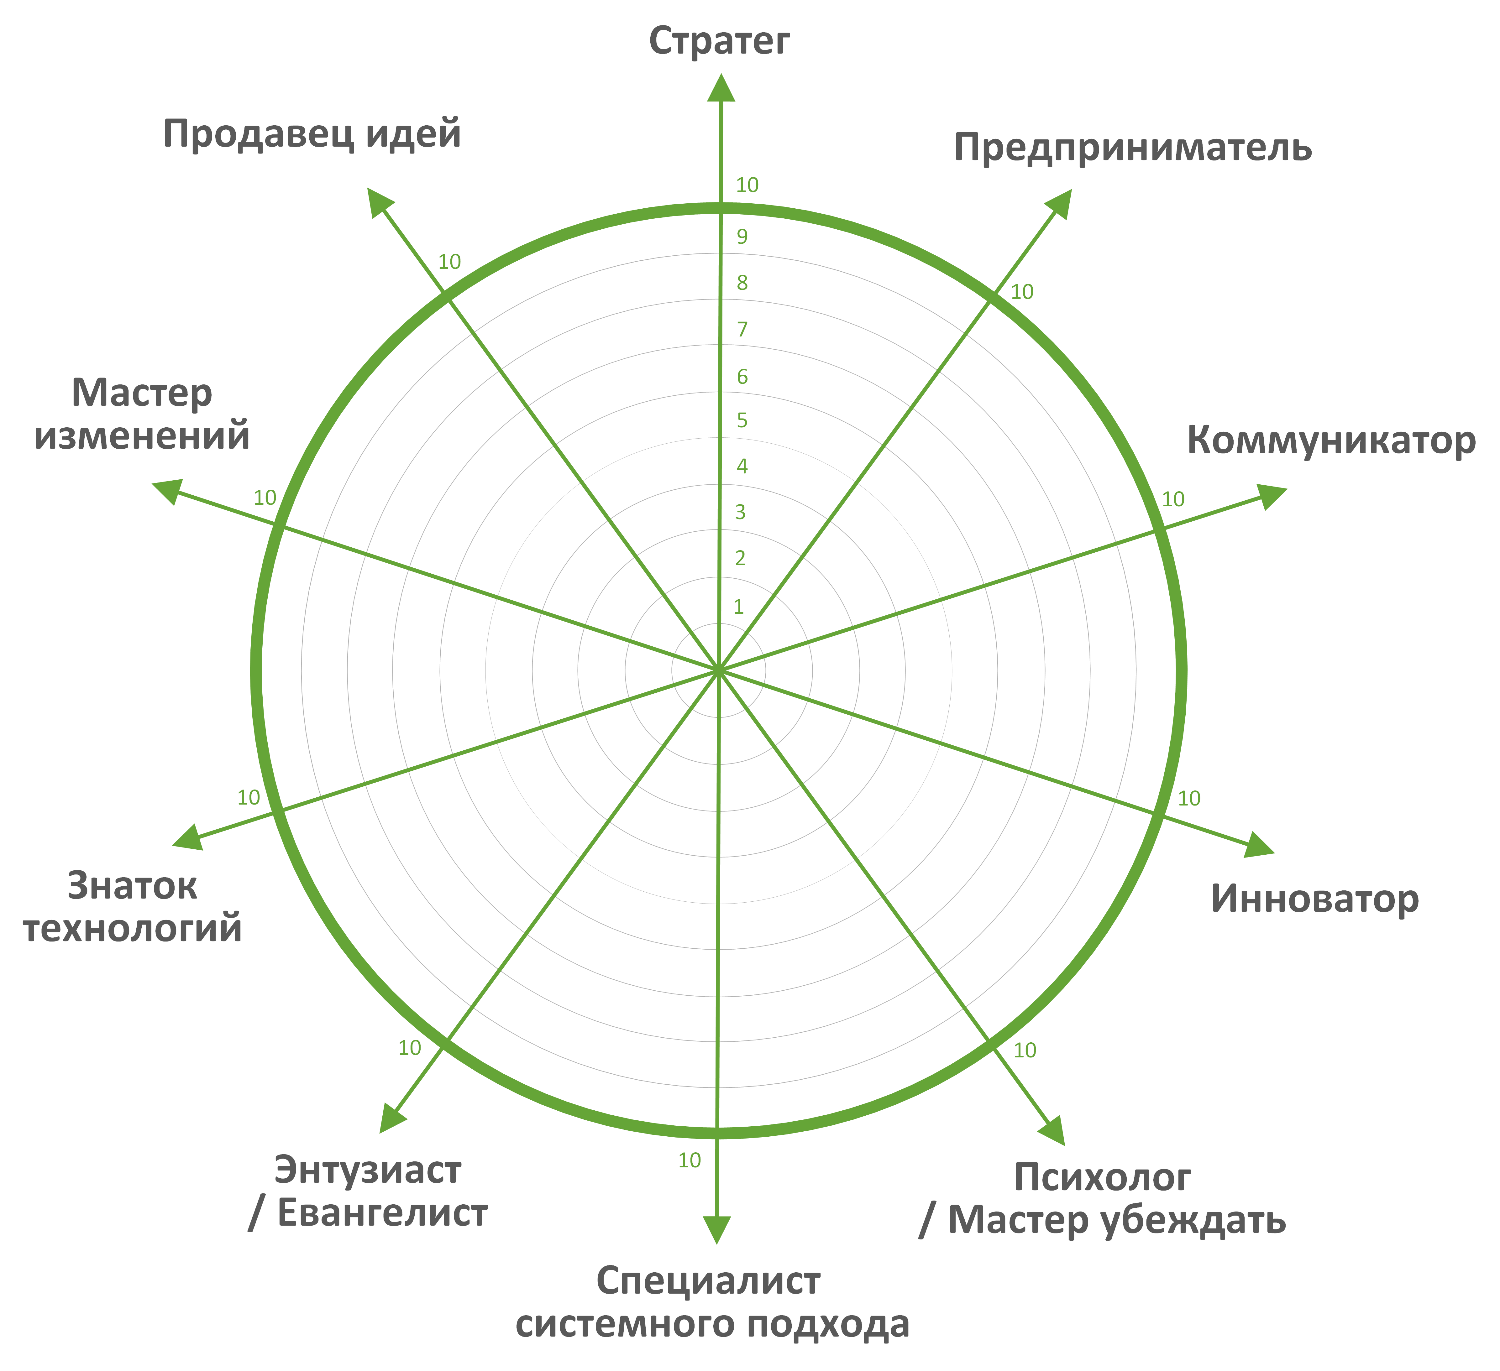 Стратег
Продавец идей
Предприниматель
10
9
8
7
6
5
4
3
2
1
10
10
Мастер
изменений
10
Коммуникатор
10
10
Знаток
технологий
10
Инноватор
10
Энтузиаст
/ Евангелист
10
Психолог
/ Мастер убеждать
10
Специалист
системного подхода